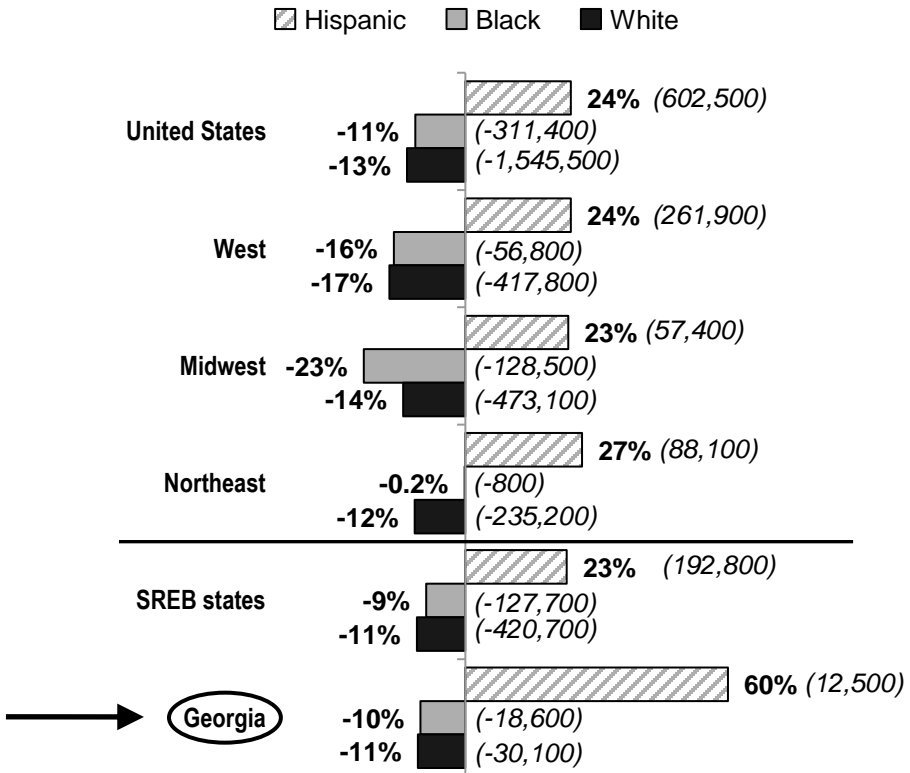 Hispanic Black White
24% (602,500)
United States -11% (-311,400)
-13% (-1,545,500)
24% (261,900)
West -16% (-56,800)
-17% (-417,800)
23% (57,400)
Midwest -23% (-128,500)
-14% (-473,100)
27% (88,100)
Northeast -0.2% (-800)
-12% (-235,200)
23% (192,800)
SREB states -9% (-127,700)
-11% (-420,700)
60% (12,500)
Georgia -10% (-18,600)
-11% (-30,100)